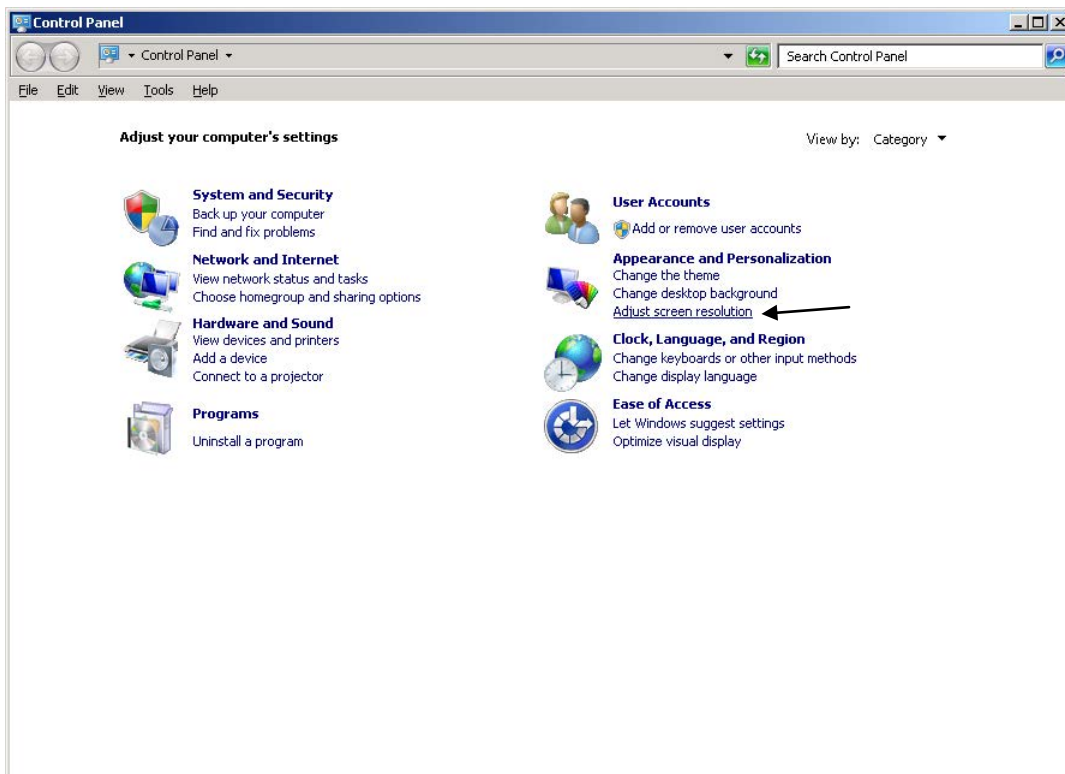 Control Panel
Control Panel
Search Control Panel
File Edit View Tools Help
Adjust your computer's settings
View by: Category
System and Security
Back up your computer
Find and fix problems
Network and Internet
View network status and tasks
Choose homegroup and sharing options
Hardware and Sound
View devices and printers
Add a device
Connect to a projector
Programs
Uninstall a program
User Accounts
Add or remove user accounts
Appearance and Personalization
Change the theme
Change desktop background
Adjust screen resolution
Clock, Language, and Region
Change keyboards or other input methods
Change display language
Ease of Access
Let Windows suggest settings
Optimize visual display